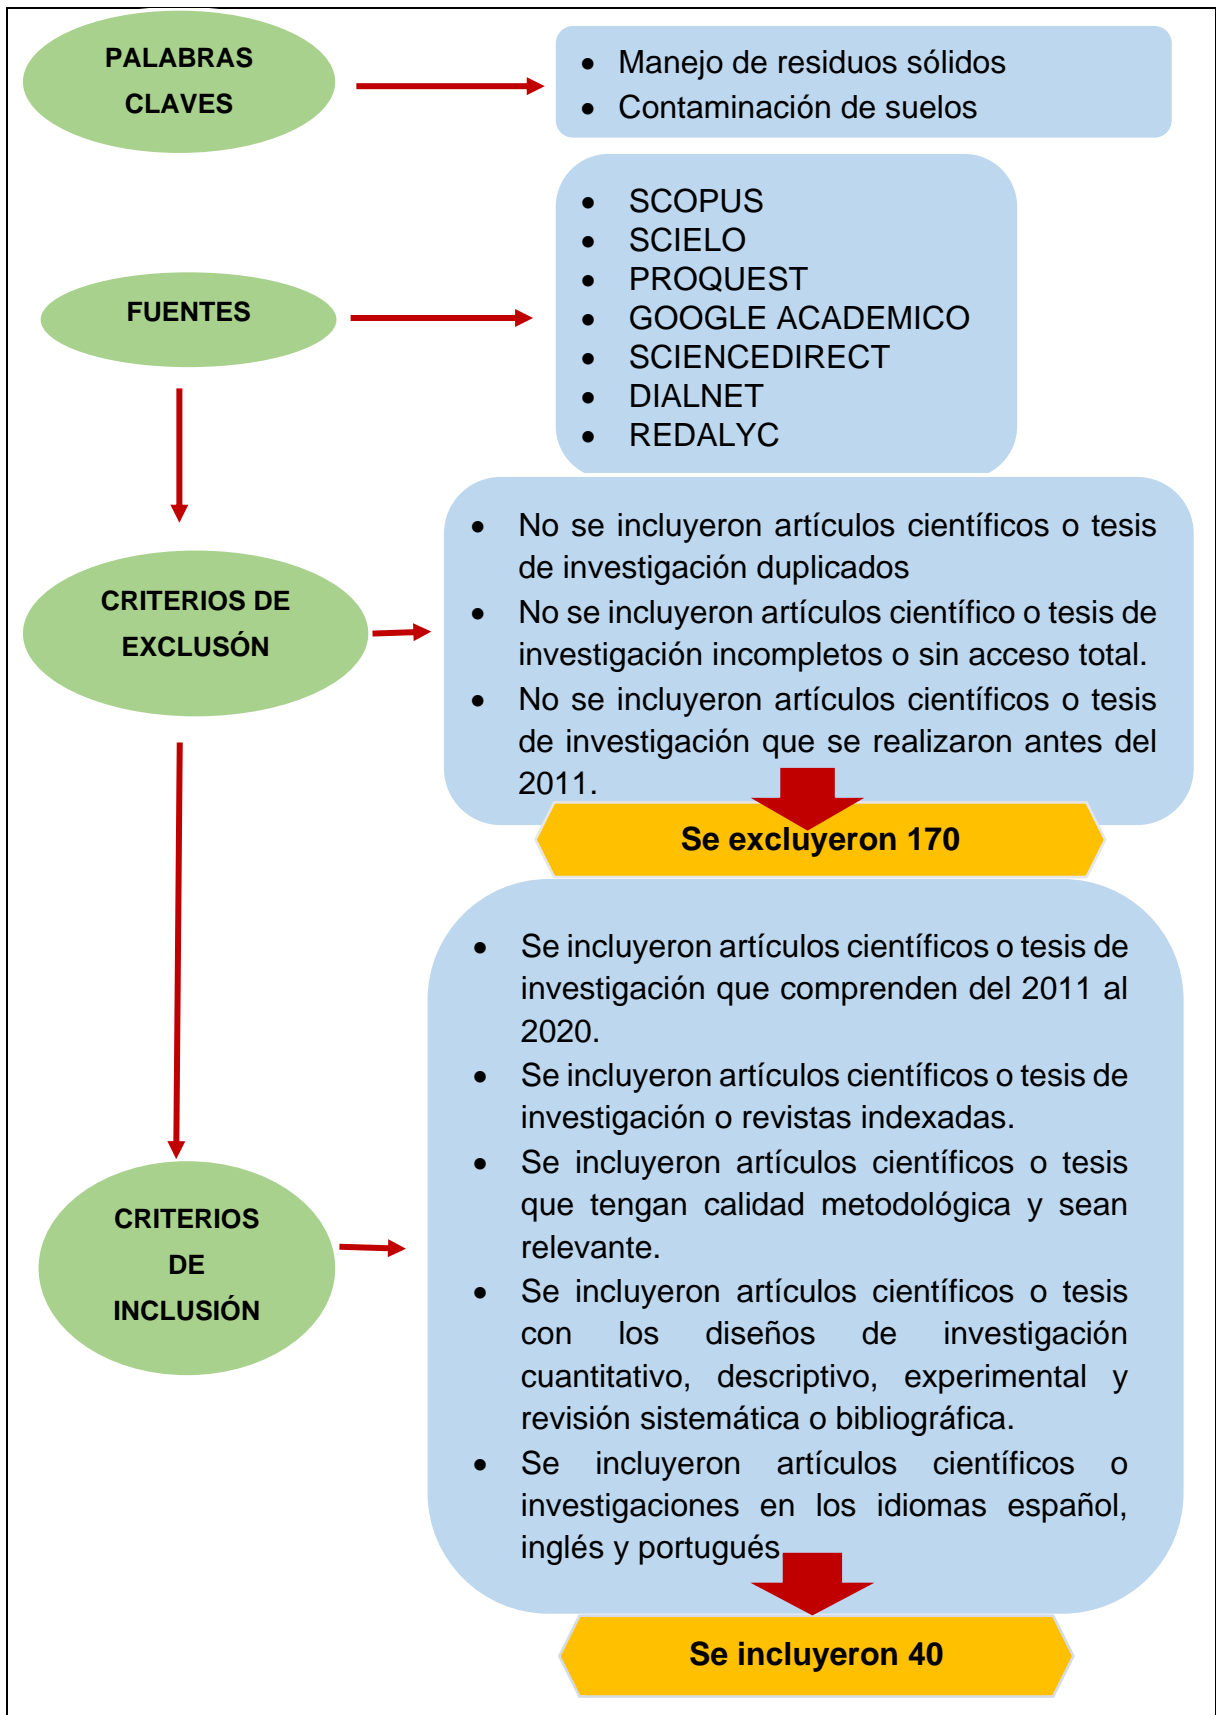 PALABRAS
CLAVES
• Manejo de residuos sólidos
• Contaminación de suelos
FUENTES
• SCOPUS
• SCIELO
• PROQUEST
• GOOGLE ACADEMICO
• SCIENCEDIRECT
• DIALNET
• REDALYC
CRITERIOS DE
EXCLUSÓN
• No se incluyeron artículos científicos o tesis
de investigación duplicados
• No se incluyeron artículos científico o tesis de
investigación incompletos o sin acceso total.
• No se incluyeron artículos científicos o tesis
de investigación que se realizaron antes del
2011.
Se excluyeron 170
CRITERIOS
DE
INCLUSIÓN
• Se incluyeron artículos científicos o tesis de
investigación que comprenden del 2011 al
2020.
• Se incluyeron artículos científicos o tesis de
investigación o revistas indexadas.
• Se incluyeron artículos científicos o tesis
que tengan calidad metodológica y sean
relevante.
• Se incluyeron artículos científicos o tesis
con los diseños de investigación
cuantitativo, descriptivo, experimental y
revisión sistemática o bibliográfica.
• Se incluyeron artículos científicos o
investigaciones en los idiomas español,
inglés y portugués
Se incluyeron 40